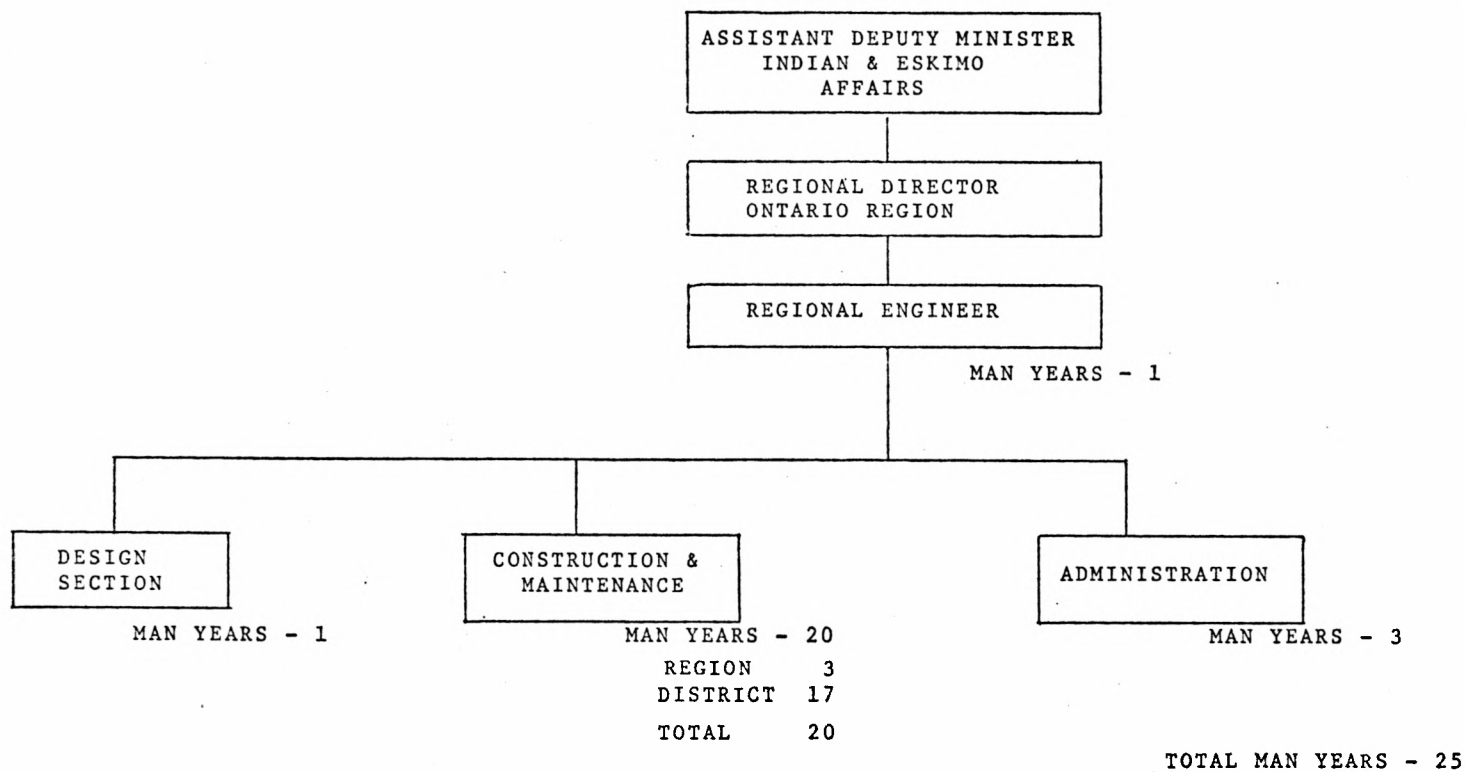 ASSISTANT DEPUTY MINISTER
INDIAN & ESKIMO
AFFAIRS
REGIONAL DIRECTOR
ONTARIO REGION
REGIONAL ENGINEER
MAN YEARS - 1
DESIGN
SECTION
MAN YEARS - 1
CONSTRUCTION &
MAINTENANCE
MAN YEARS - 20
REGION 3
DISTRICT 17
TOTAL 20
ADMINISTRATION
MAN YEARS - 3
TOTAL MAN YEARS - 25